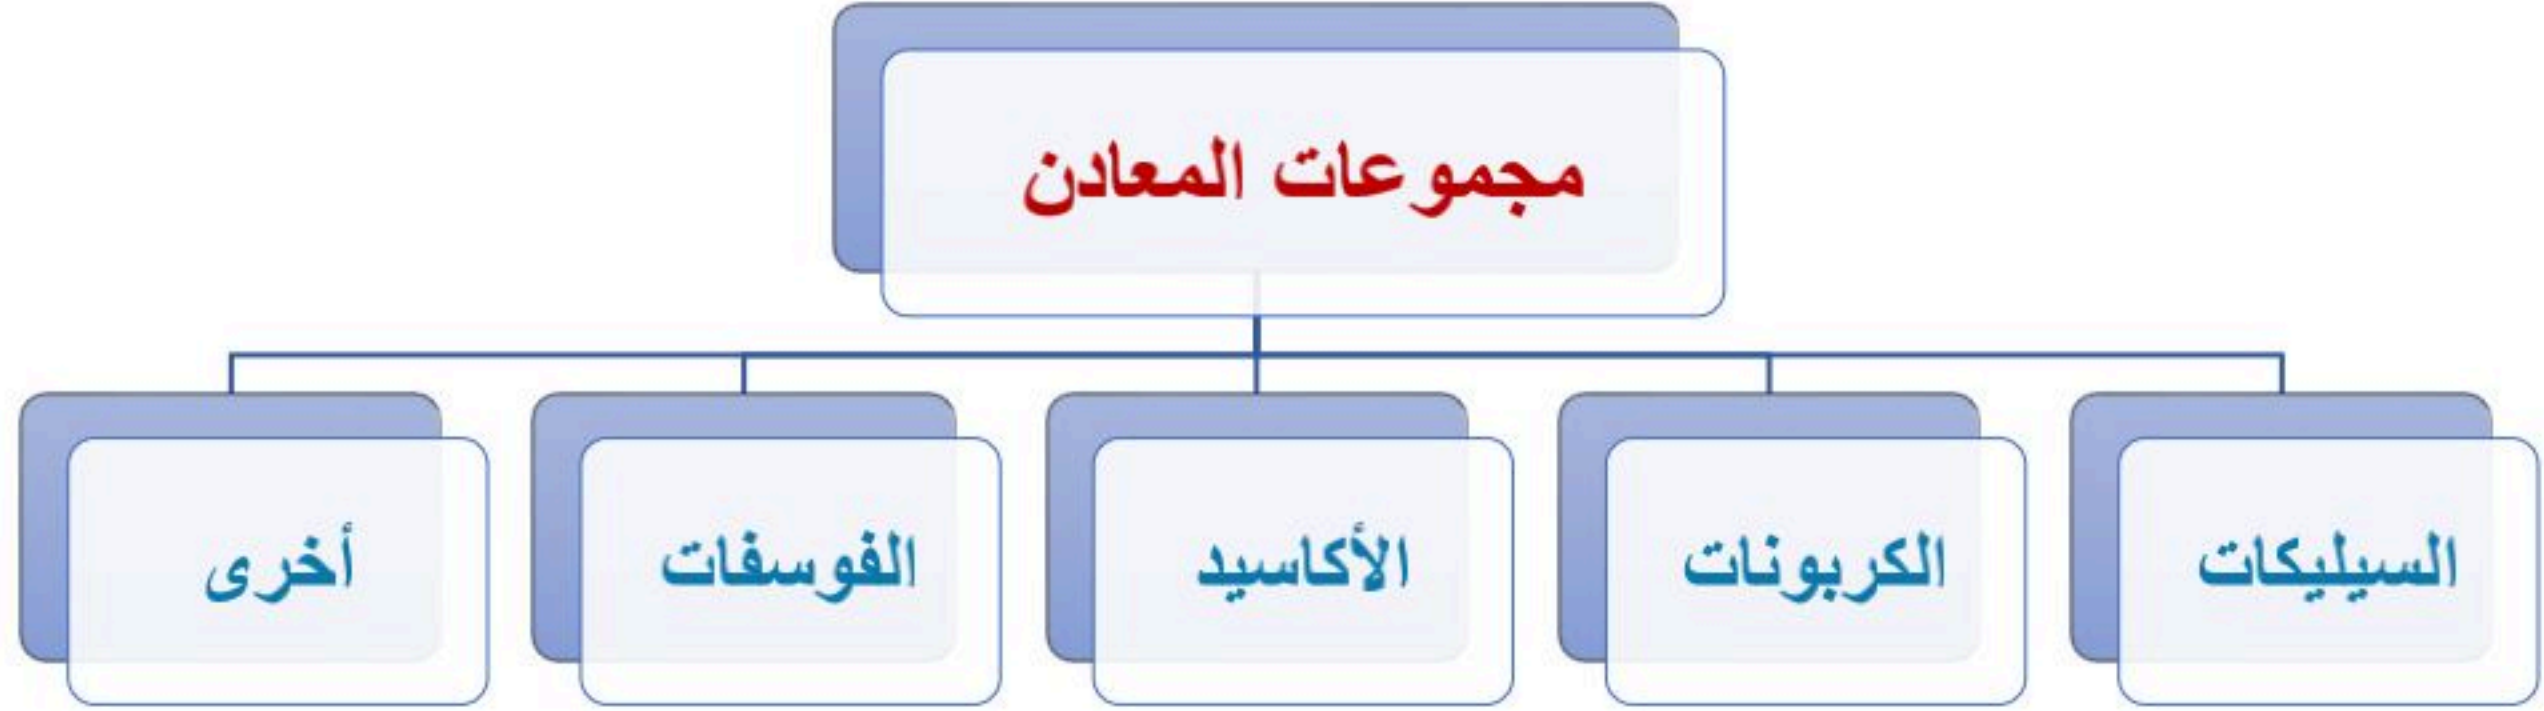 مجموعات المعادن
السيليكات
الكربونات
الأكاسيد
الفوسفات
أخرى